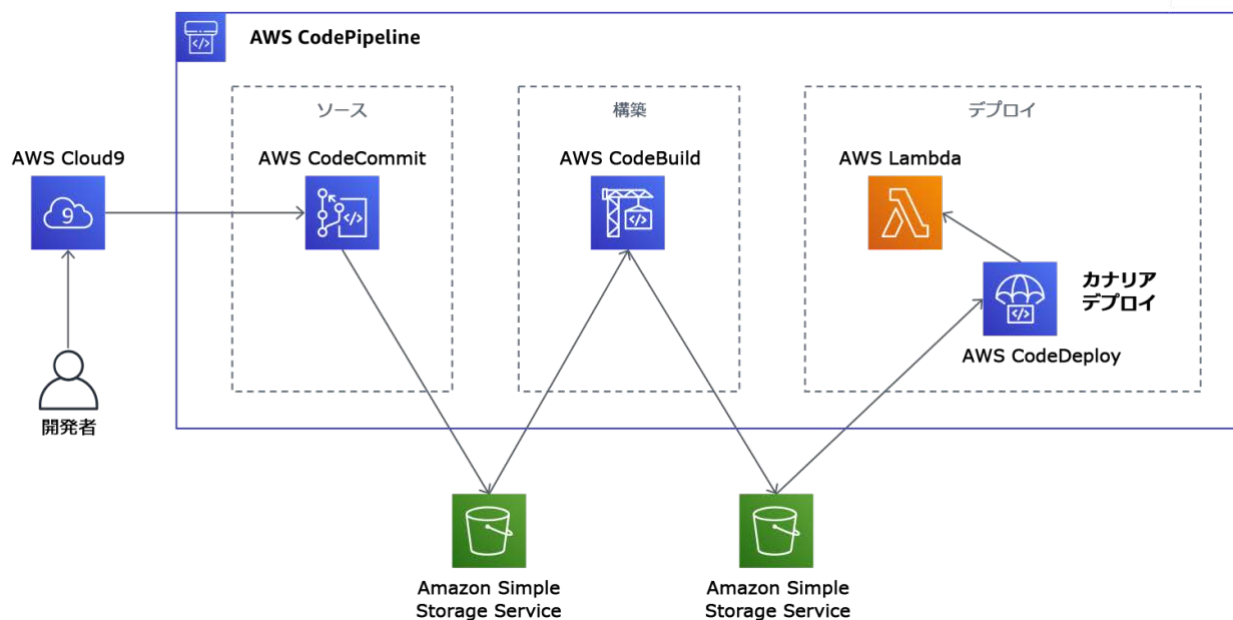 AWS CodePipeline
ソース
構築
デプロイ
AWS Cloud9
AWS CodeCommit
AWS CodeBuild
AWS Lambda
9
</>
</>
</>
</>
カナリア
デプロイ
AWS CodeDeploy
開発者
Amazon Simple
Storage Service
Amazon Simple
Storage Service